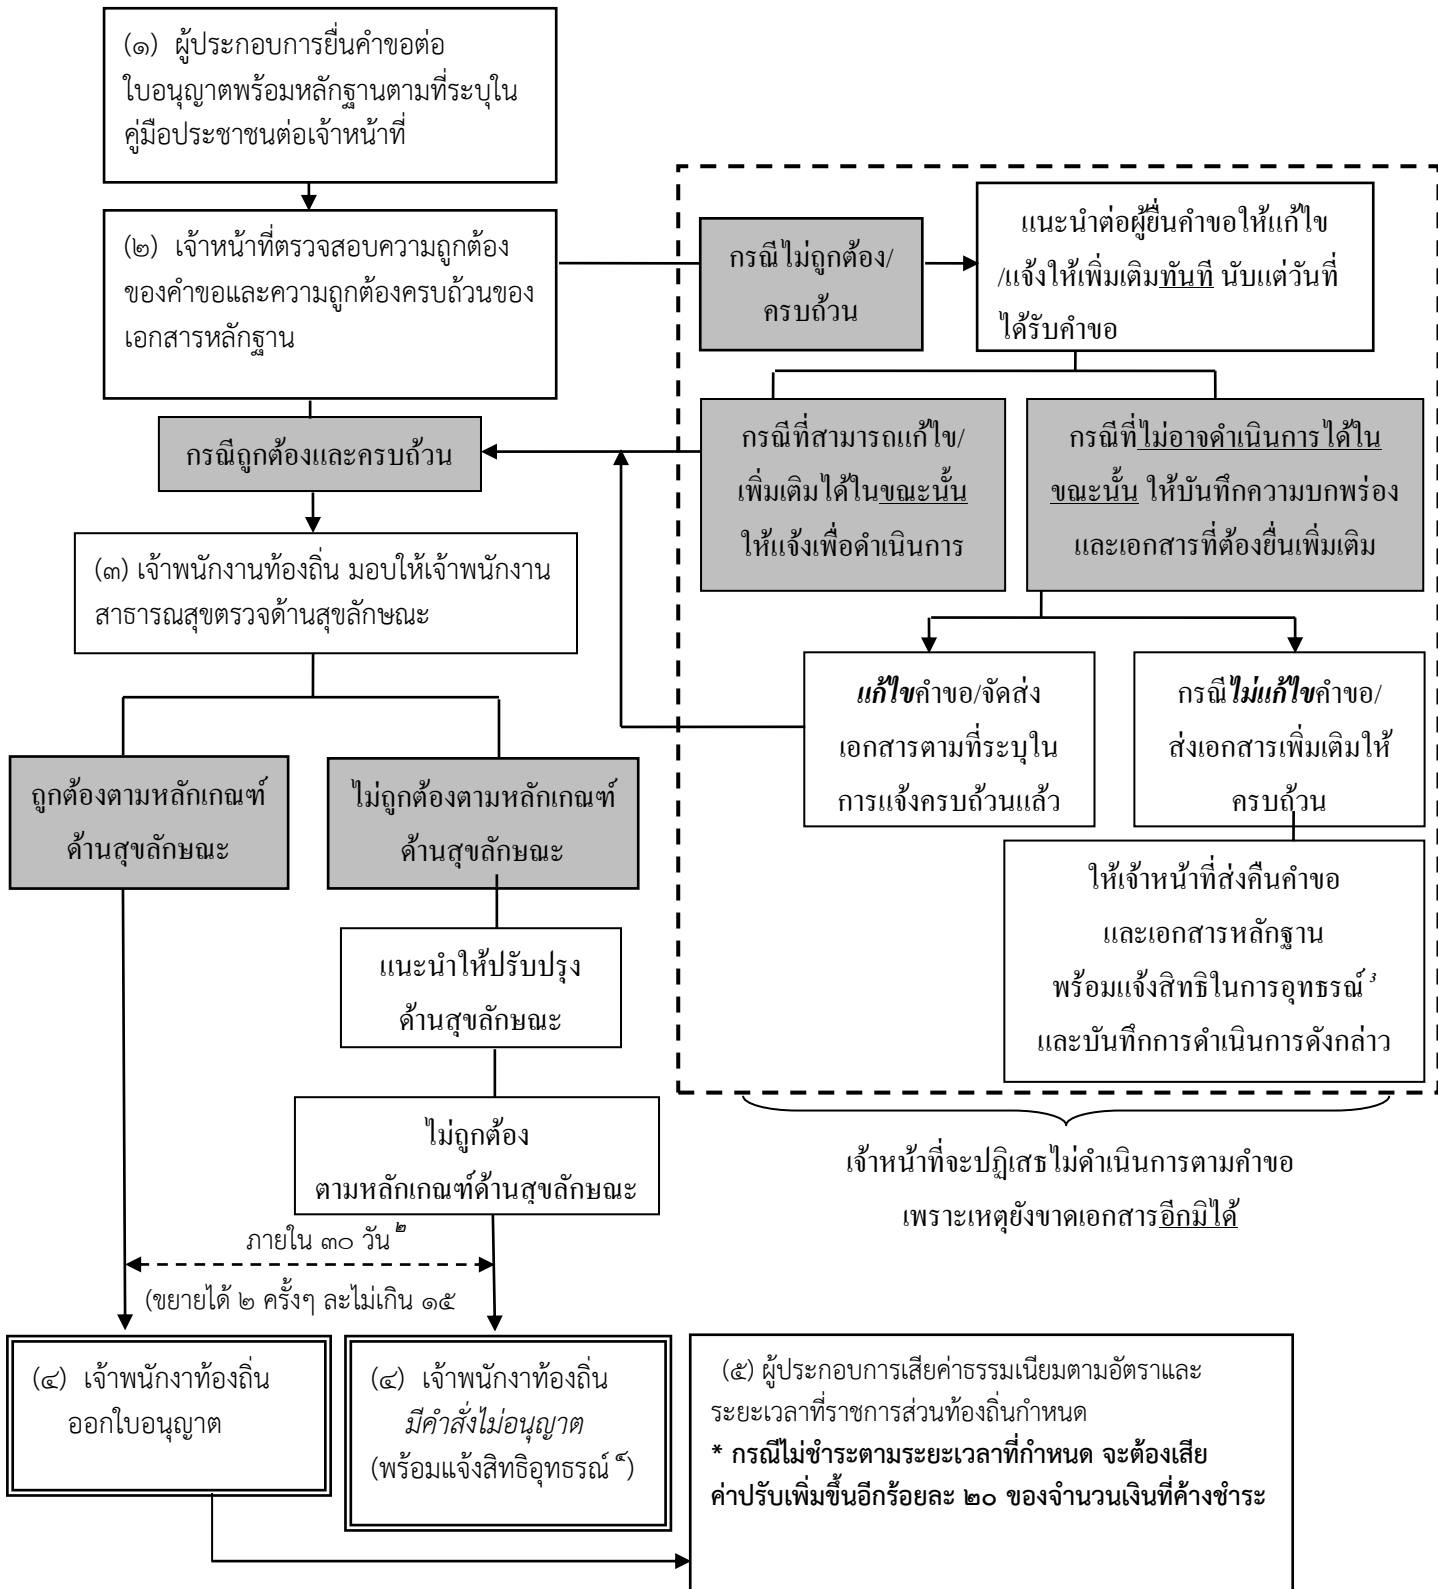 (๑) ผู้ประกอบการยื่นคำขอต่อ
ใบอนุญาตพร้อมหลักฐานตามที่ระบุใน
คู่มือประชาชนต่อเจ้าหน้าที่
(๒) เจ้าหน้าที่ตรวจสอบความถูกต้อง
ของคำขอและความถูกต้องครบถ้วนของ
เอกสารหลักฐาน
กรณีไม่ถูกต้อง/
ครบถ้วน
แนะนำต่อผู้ยื่นคำขอให้แก้ไข
/แจ้งให้เพิ่มเติมทันที นับแต่วันที่
ได้รับคำขอ
กรณีถูกต้องและครบถ้วน
กรณีที่สามารถแก้ไข/
เพิ่มเติมได้ในขณะนั้น
ให้แจ้งเพื่อดำเนินการ
กรณีที่ไม่อาจดำเนินการได้ใน
ขณะนั้น ให้บันทึกความบกพร่อง
และเอกสารที่ต้องยื่นเพิ่มเติม
(๓) เจ้าพนักงานท้องถิ่น มอบให้เจ้าพนักงาน
สาธารณสุขตรวจด้านสุขลักษณะ
แก้ไขคำขอ/จัดส่ง
เอกสารตามที่ระบุใน
การแจ้งครบถ้วนแล้ว
กรณีไม่แก้ไขคำขอ/
ส่งเอกสารเพิ่มเติมให้
ครบถ้วน
ถูกต้องตามหลักเกณฑ์
ด้านสุขลักษณะ
ไม่ถูกต้องตามหลักเกณฑ์
ด้านสุขลักษณะ
ให้เจ้าหน้าที่ส่งคืนคำขอ
และเอกสารหลักฐาน
พร้อมแจ้งสิทธิในการอุทธรณ์ ³
และบันทึกการดำเนินการดังกล่าว
แนะนำให้ปรับปรุง
ด้านสุขลักษณะ
ไม่ถูกต้อง
ตามหลักเกณฑ์ด้านสุขลักษณะ
เจ้าหน้าที่จะปฏิเสธไม่ดำเนินการตามคำขอ
เพราะเหตุยังขาดเอกสารอีกมิได้
ภายใน ๓๐ วัน ๒
(ขยายได้ ๒ ครั้งๆ ละไม่เกิน ๑๕
(๔) เจ้าพนักงาท้องถิ่น
ออกใบอนุญาต
(๔) เจ้าพนักงาท้องถิ่น
มีคำสั่งไม่อนุญาต
(พร้อมแจ้งสิทธิอุทธรณ์ ๔)
(๕) ผู้ประกอบการเสียค่าธรรมเนียมตามอัตราและ
ระยะเวลาที่ราชการส่วนท้องถิ่นกำหนด
* กรณีไม่ชำระตามระยะเวลาที่กำหนด จะต้องเสีย
ค่าปรับเพิ่มขึ้นอีกร้อยละ ๒๐ ของจำนวนเงินที่ค้างชำระ